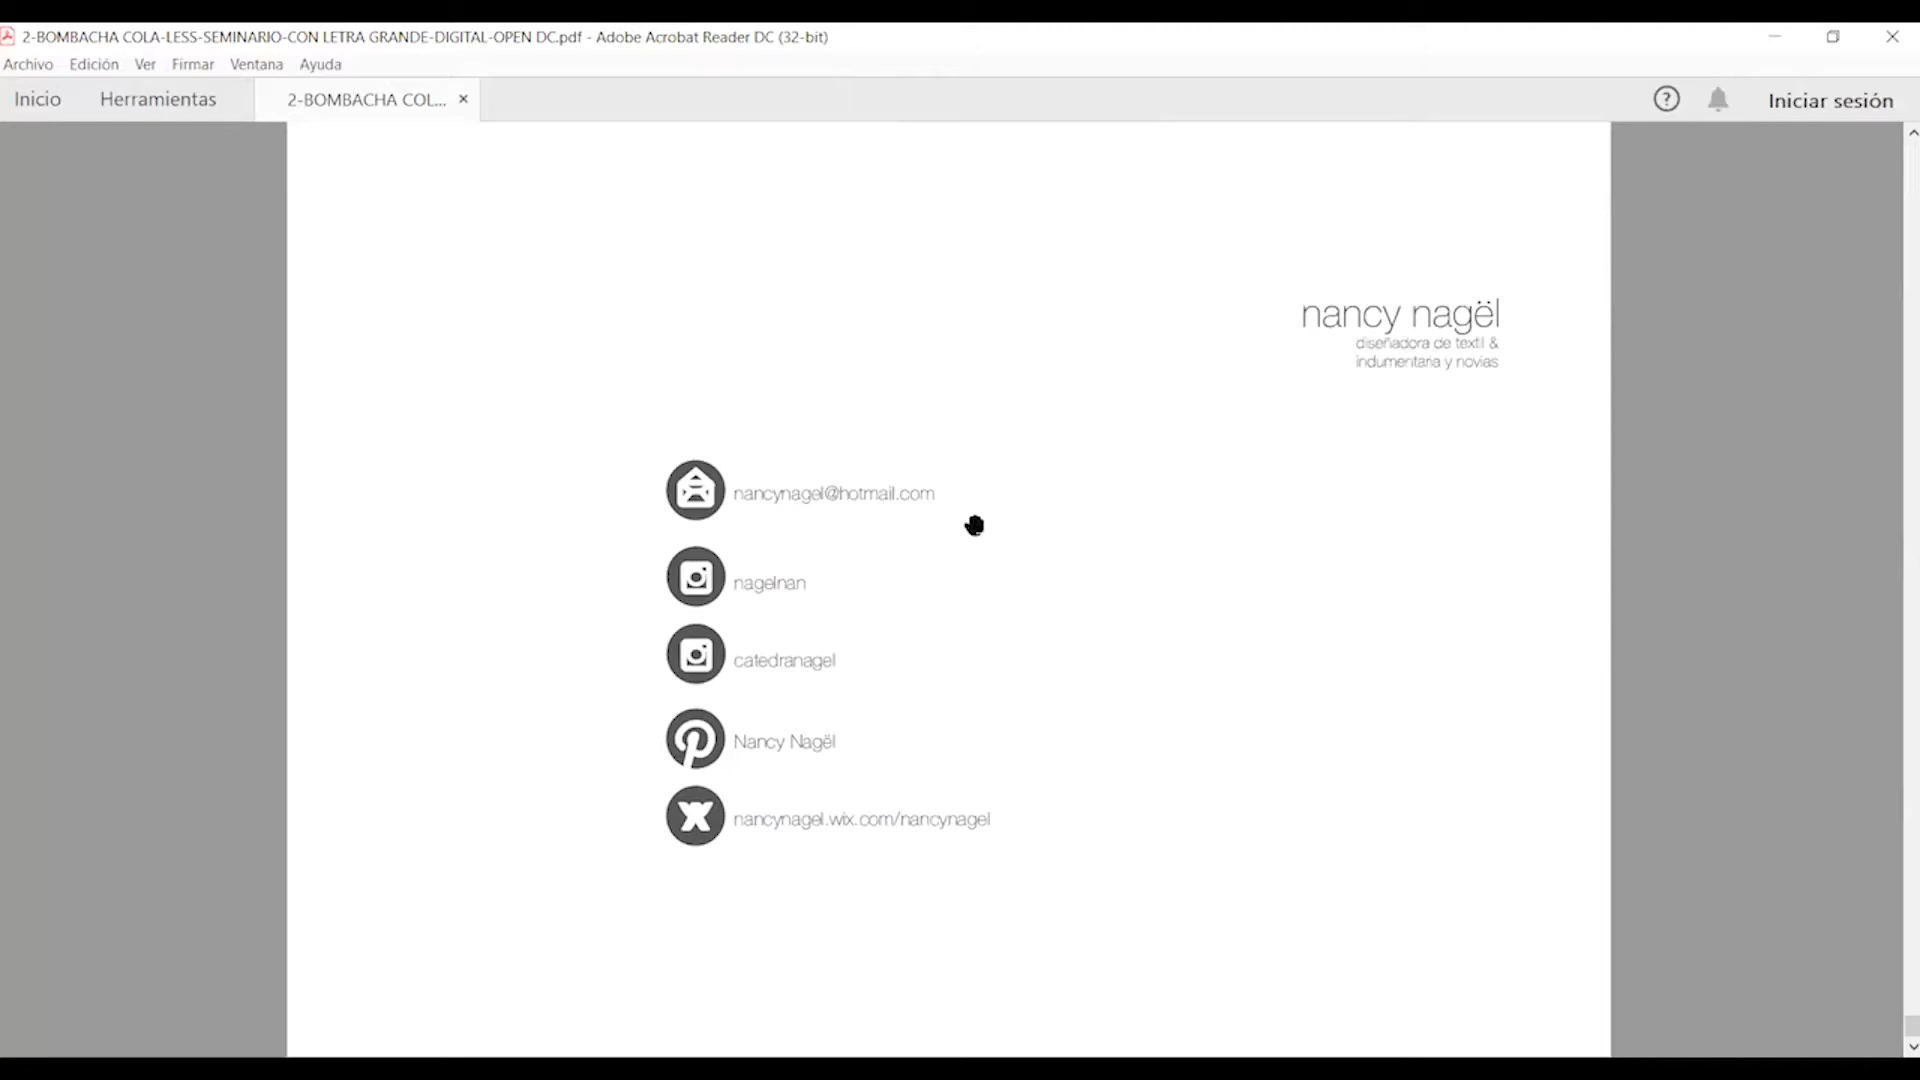 2-BOMBACHA COLA-LESS-SEMINARIO-CON LETRA GRANDE-DIGITAL-OPEN DC.pdf - Adobe Acrobat Reader DC (32-bit)
Archivo Edición Ver Firmar Ventana Ayuda
Inicio Herramientas 2-BOMBACHA COL... × Iniciar sesión
nancy nagël
diseñadora de textil &
indumentaria y novias
nancynagel@hotmail.com
nagelnan
catedranagel
Nancy Nagël
nancynagel.wix.com/nancynagel